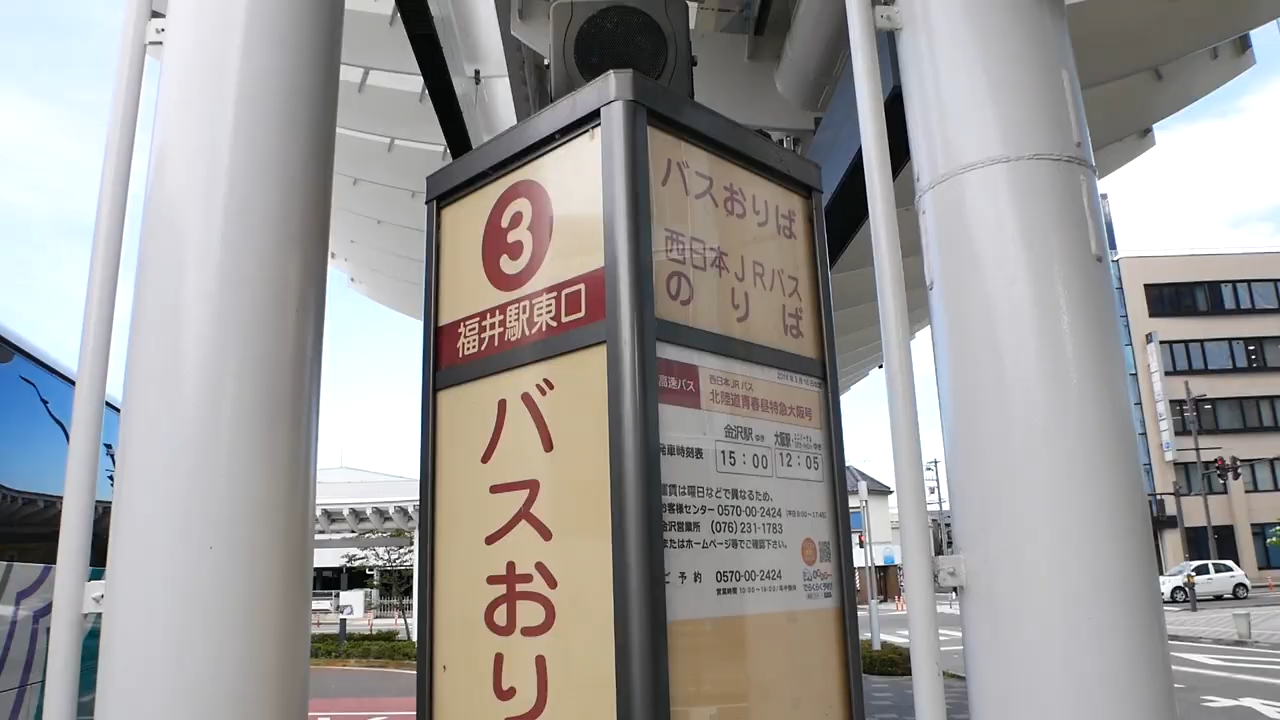 3
福井駅東口
バスおり
バスおりば
西日本JRバス
のりば
高速バス
西日本JRバス
北陸道青春昼特急大阪号
金沢駅 ゆき
大阪駅
発車時刻表
15:00
12:05
運賃は曜日などで異なるため、
お客様センター 0570-00-2424
金沢営業所 (076)231-1783
またはホームページ等でご確認下さい。
ご予約 0570-00-2424